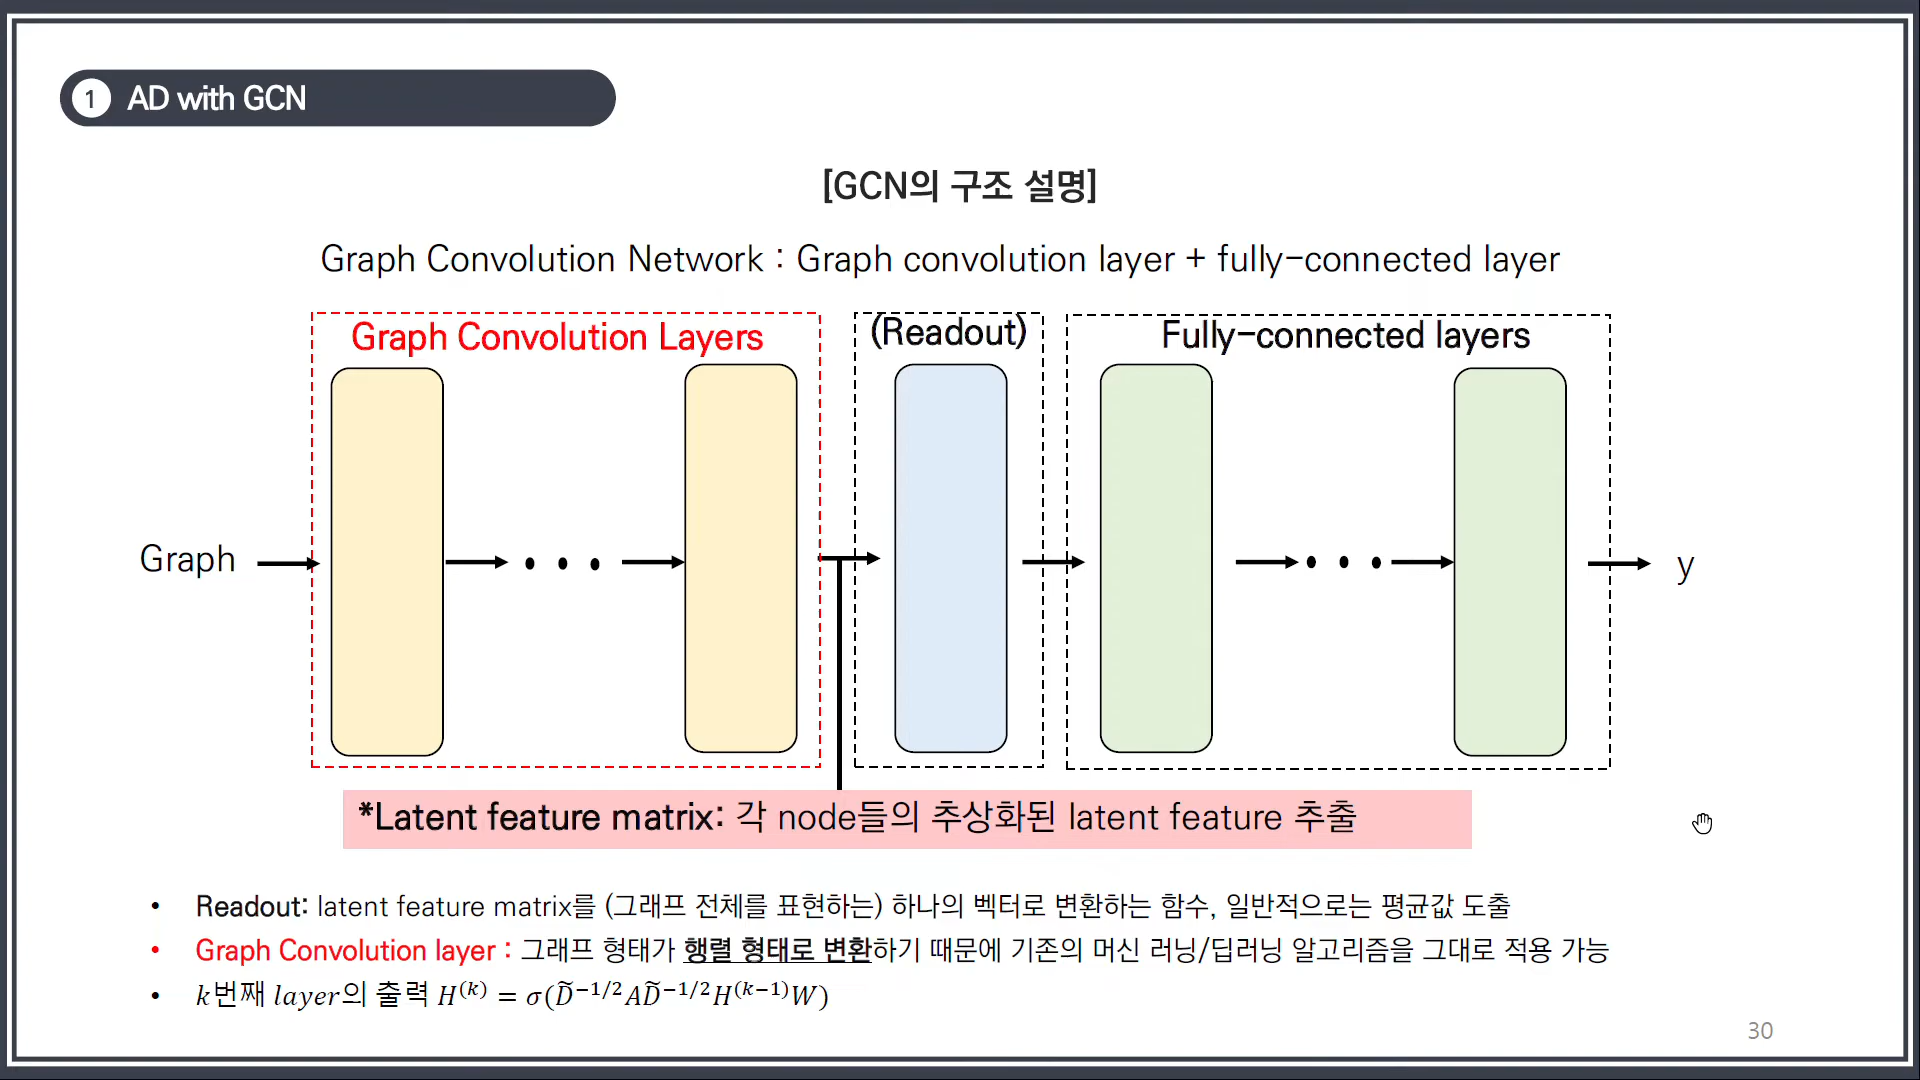 1 AD with GCN
[GCN의 구조 설명]
Graph Convolution Network : Graph convolution layer + fully-connected layer
Graph Convolution Layers
(Readout)
Fully-connected layers
Graph
y
*Latent feature matrix: 각 node들의 추상화된 latent feature 추출
• Readout: latent feature matrix를 (그래프 전체를 표현하는) 하나의 벡터로 변환하는 함수, 일반적으로는 평균값 도출
• Graph Convolution layer : 그래프 형태가 행렬 형태로 변환하기 때문에 기존의 머신 러닝/딥러닝 알고리즘을 그대로 적용 가능
• k번째 layer의 출력 H^(k) = σ(D̃^−1/2 A D̃^−1/2 H^(k−1) W)
30